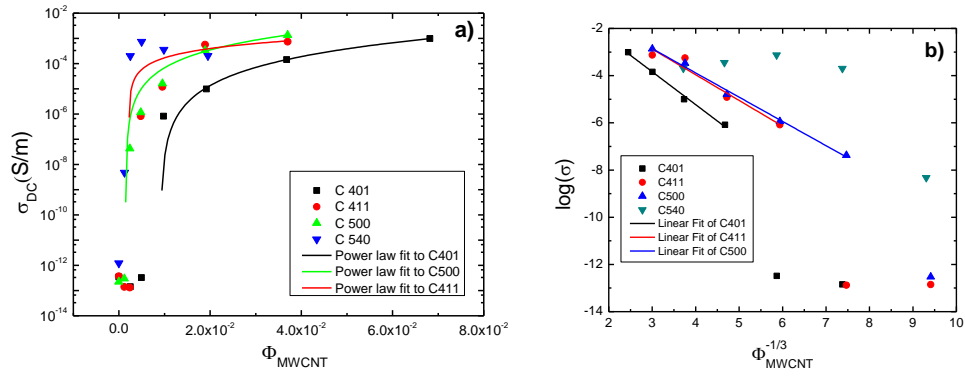 a)
10⁰
10⁻²
10⁻⁴
10⁻⁶
10⁻⁸
10⁻¹⁰
10⁻¹²
10⁻¹⁴
σ_DC(S/m)
C 401
C 411
C 500
C 540
Power law fit to C401
Power law fit to C500
Power law fit to C411
0.0 2.0x10⁻² 4.0x10⁻² 6.0x10⁻² 8.0x10⁻²
Φ_MWCNT
b)
-2
-4
-6
-8
-10
-12
-14
log(σ)
C401
C411
C500
C540
Linear Fit of C401
Linear Fit of C411
Linear Fit of C500
2 3 4 5 6 7 8 9 10
Φ_MWCNT^-1/3